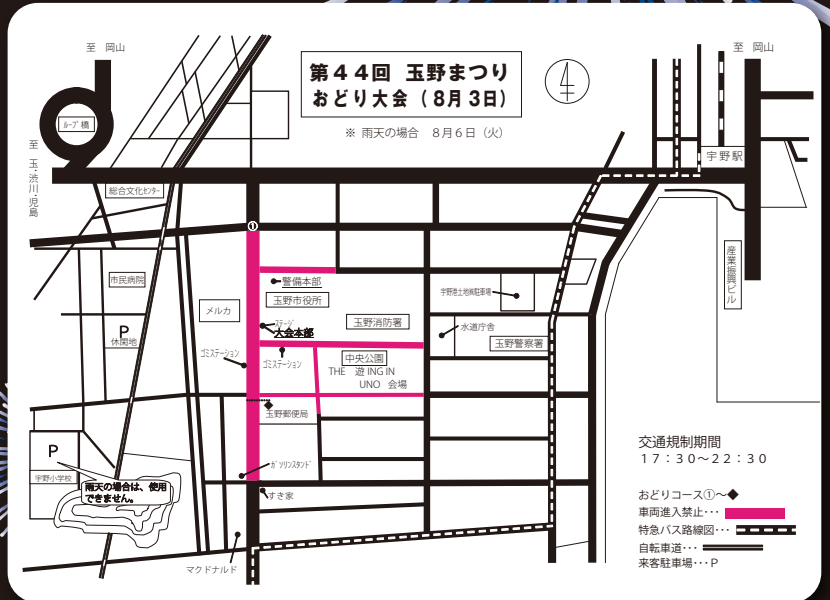 至　岡山
至　岡山
第４４回 玉野まつり
おどり大会（８月３日）
※ 雨天の場合　８月６日（火）
ﾙｰﾌﾟ橋
至　玉・渋川・児島
総合文化ｾﾝﾀｰ
宇野駅
①
産業振興ビル
市民病院
P
休閑地
メルカ
警備本部
玉野市役所
ｽﾃｰｼﾞ
大会本部
玉野消防署
宇野港土地㈱駐車場
水道庁舎
玉野警察署
ゴミステーション
ゴミステーション
中央公園
THE　遊 ING IN
UNO　会場
玉野郵便局
P
宇野小学校
雨天の場合は、使用
できません。
ｶﾞｿﾘﾝｽﾀﾝﾄﾞ
すき家
マクドナルド
交通規制期間
１７：３０～２２：３０
おどりコース①～◆
車両進入禁止･･･
特急バス路線図･･･
自転車道･･･
来客駐車場･･･P